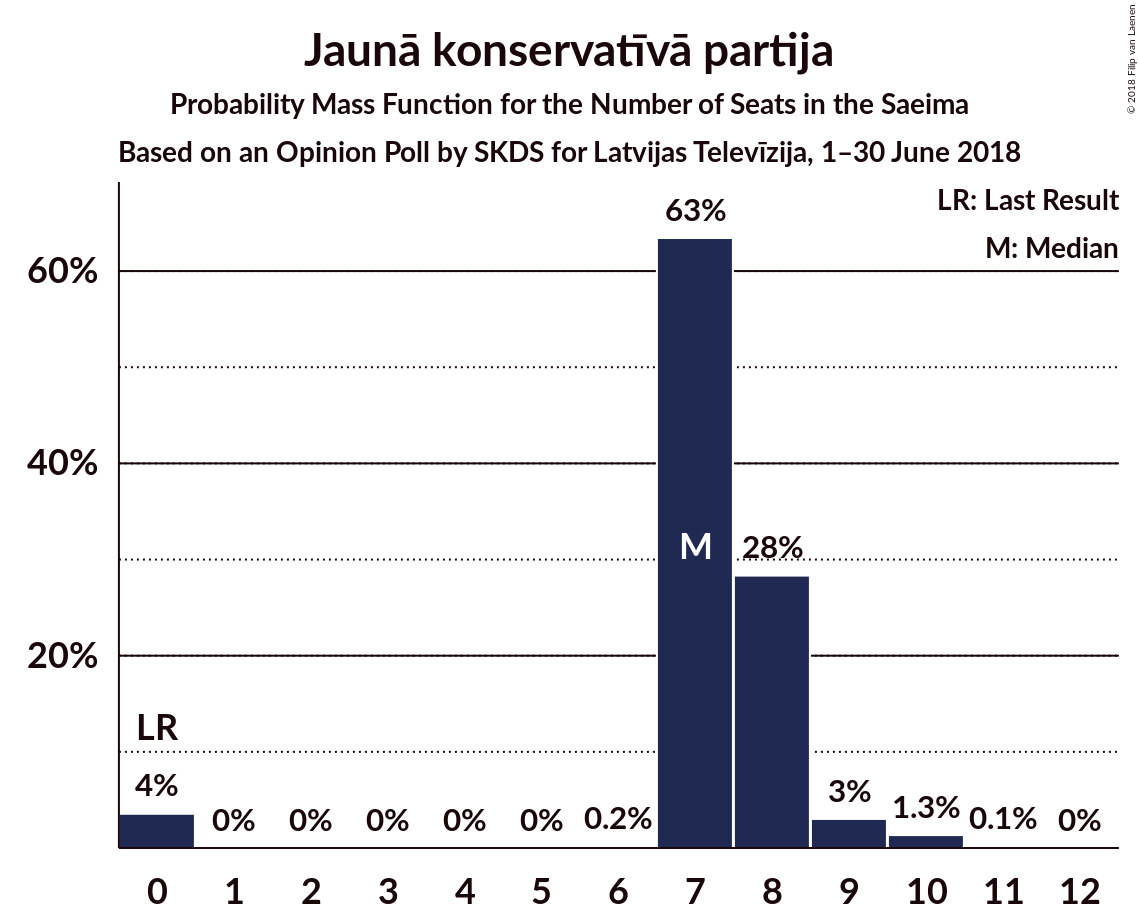 Jaunā konservatīvā partija
Probability Mass Function for the Number of Seats in the Saeima
Based on an Opinion Poll by SKDS for Latvijas Televīzija, 1–30 June 2018
© 2018 Filip van Laenen
LR: Last Result
M: Median
63%
60%
40%
M
28%
20%
LR
4%
0%
0%
0%
0%
0%
0.2%
3%
1.3%
0.1%
0%
0 1 2 3 4 5 6 7 8 9 10 11 12